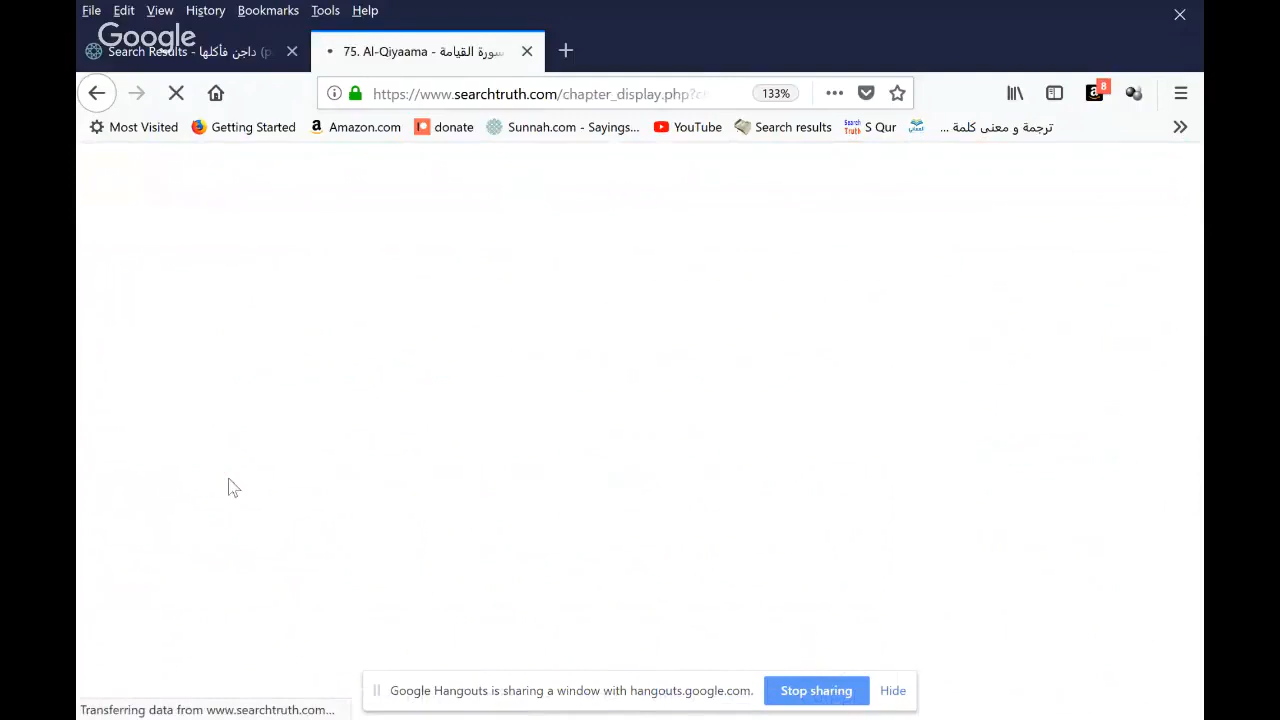 File Edit View History Bookmarks Tools Help
Google
Search Results - داجن فأكلها (p
75. Al-Qiyaama - سورة القيامة
https://www.searchtruth.com/chapter_display.php?c
133%
8
Most Visited Getting Started Amazon.com donate Sunnah.com - Sayings... YouTube Search results S Qur ترجمة و معنى كلمة ...
Google Hangouts is sharing a window with hangouts.google.com. Stop sharing Hide
Transferring data from www.searchtruth.com...